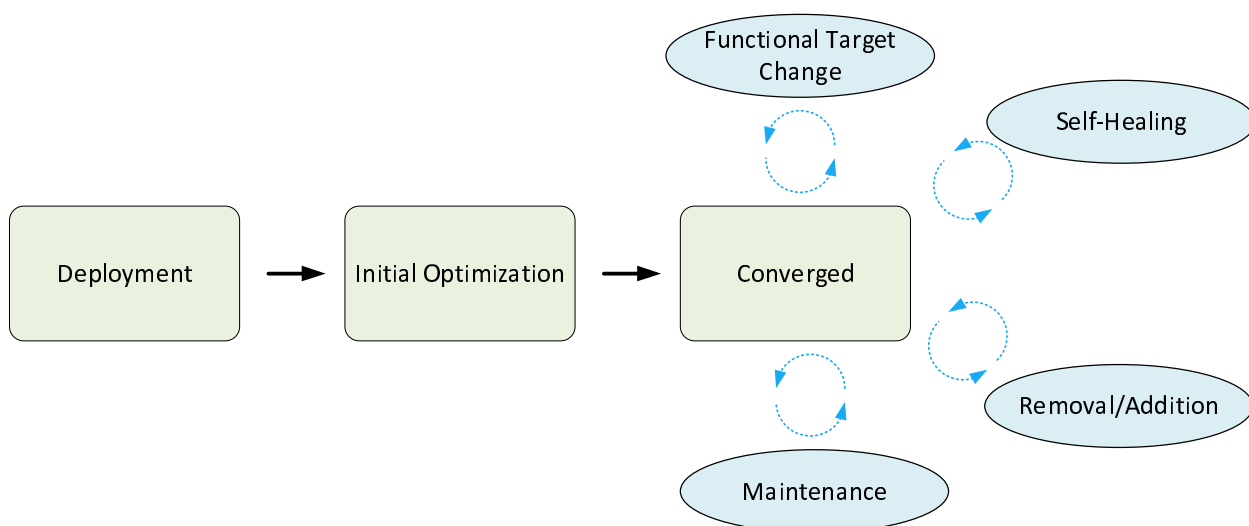 Functional Target
Change
Self-Healing
Deployment
Initial Optimization
Converged
Removal/Addition
Maintenance